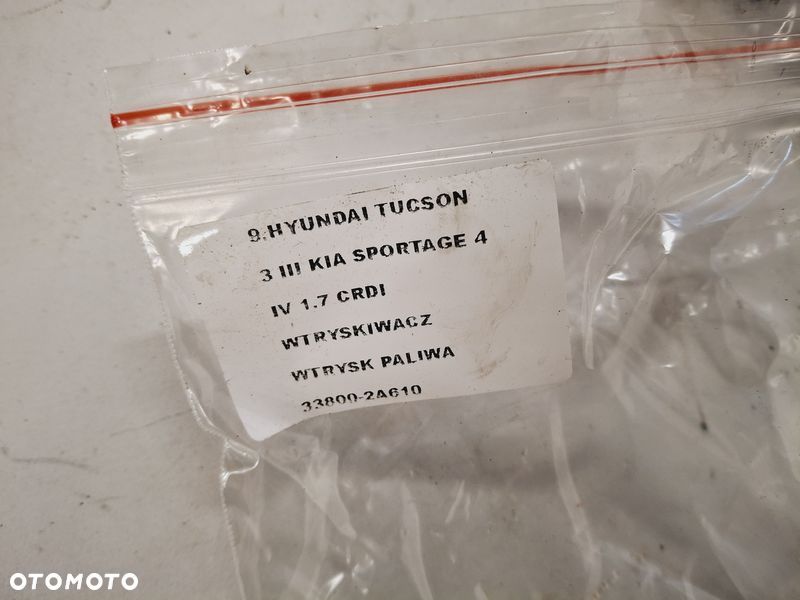 9.HYUNDAI TUCSON
3 III KIA SPORTAGE 4
IV 1.7 CRDI
WTRYSKIWACZ
WTRYSK PALIWA
33800-2A610
OTOMOTO